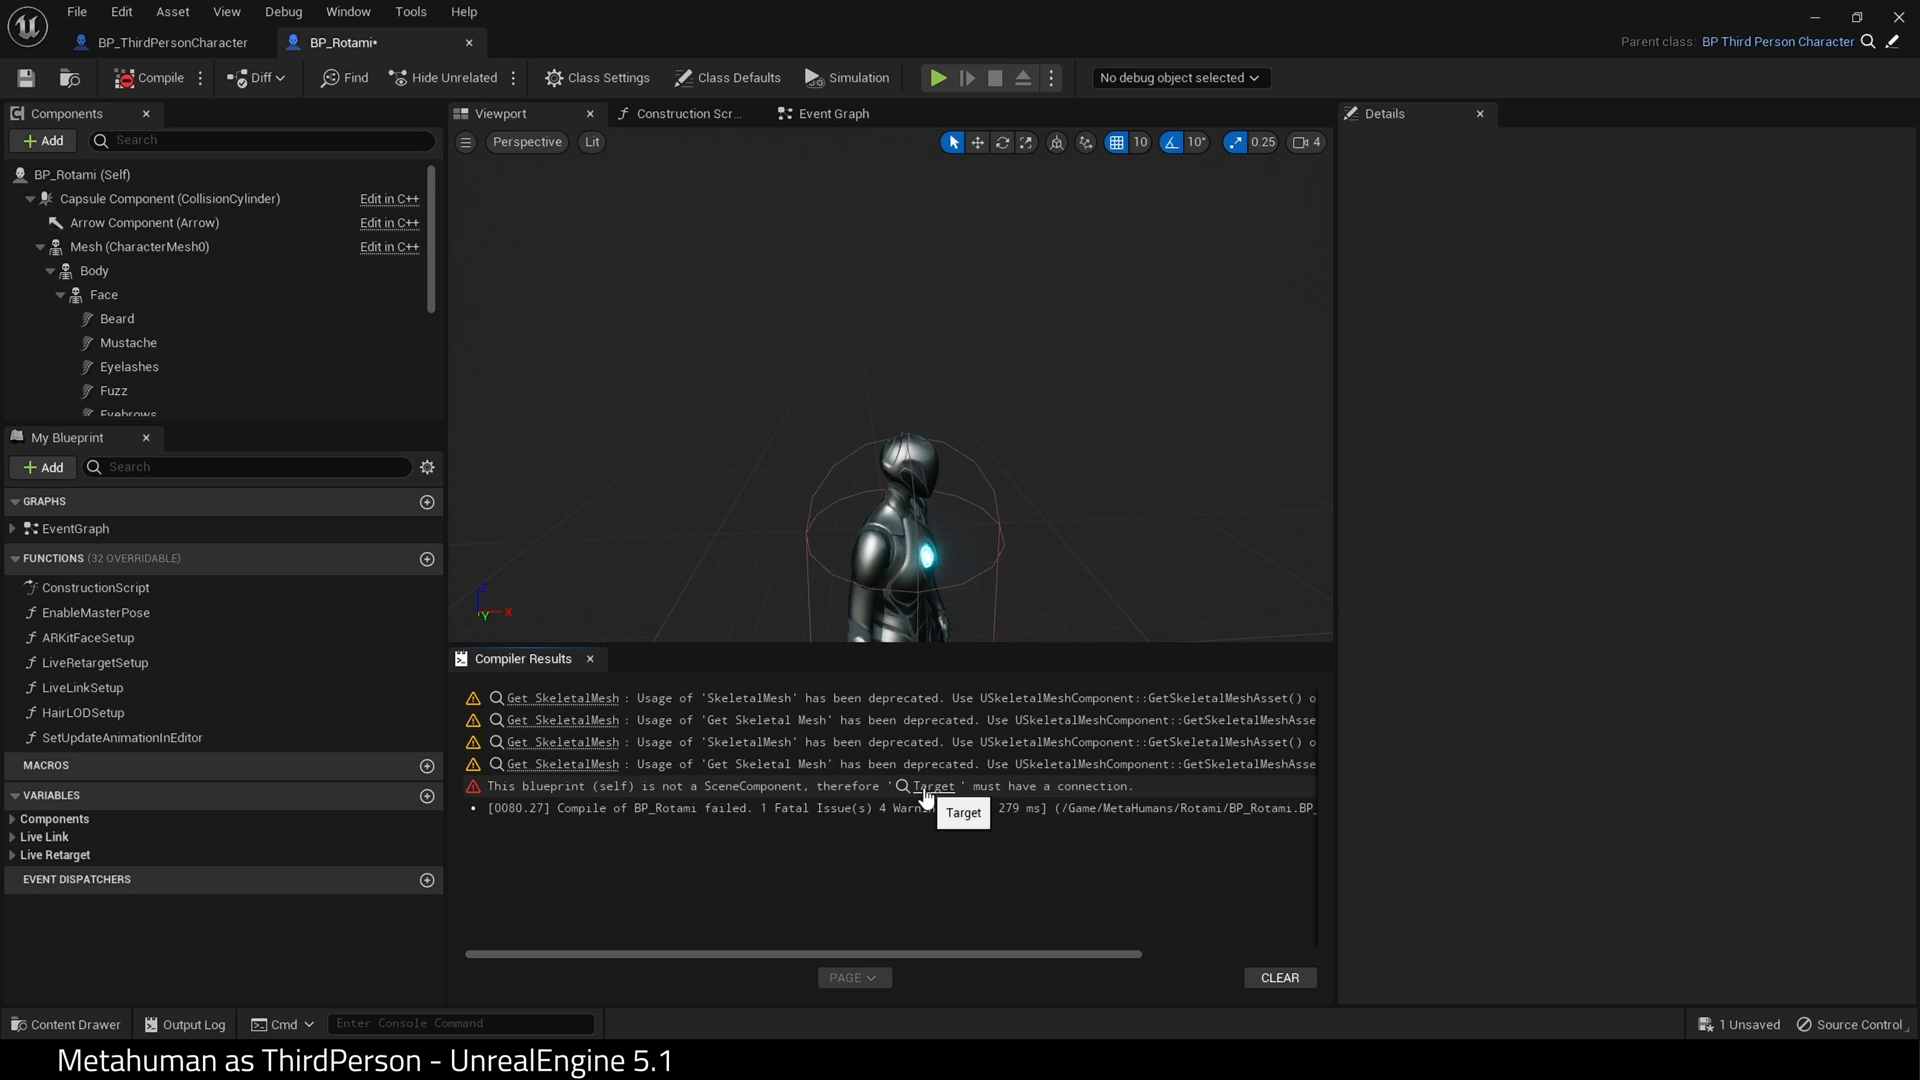 File Edit Asset View Debug Window Tools Help
BP_ThirdPersonCharacter BP_Rotami*
Parent class: BP Third Person Character
Compile Diff Find Hide Unrelated Class Settings Class Defaults Simulation No debug object selected
Components
Add Search
BP_Rotami (Self)
Capsule Component (CollisionCylinder) Edit in C++
Arrow Component (Arrow) Edit in C++
Mesh (CharacterMesh0) Edit in C++
Body
Face
Beard
Mustache
Eyelashes
Fuzz
Eyebrows
My Blueprint
Add Search
GRAPHS
EventGraph
FUNCTIONS (32 OVERRIDABLE)
ConstructionScript
EnableMasterPose
ARKitFaceSetup
LiveRetargetSetup
LiveLinkSetup
HairLODSetup
SetUpdateAnimationInEditor
MACROS
VARIABLES
Components
Live Link
Live Retarget
EVENT DISPATCHERS
Viewport Construction Scr... Event Graph
Perspective Lit 10 10° 0.25 4
Z
X
Y
Compiler Results
Get SkeletalMesh : Usage of 'SkeletalMesh' has been deprecated. Use USkeletalMeshComponent::GetSkeletalMeshAsset() o
Get SkeletalMesh : Usage of 'Get Skeletal Mesh' has been deprecated. Use USkeletalMeshComponent::GetSkeletalMeshAsse
Get SkeletalMesh : Usage of 'SkeletalMesh' has been deprecated. Use USkeletalMeshComponent::GetSkeletalMeshAsset() o
Get SkeletalMesh : Usage of 'Get Skeletal Mesh' has been deprecated. Use USkeletalMeshComponent::GetSkeletalMeshAsse
This blueprint (self) is not a SceneComponent, therefore ' Target ' must have a connection.
[0080.27] Compile of BP_Rotami failed. 1 Fatal Issue(s) 4 Warnin 279 ms] (/Game/MetaHumans/Rotami/BP_Rotami.BP_
Target
PAGE CLEAR
Details
Content Drawer Output Log Cmd Enter Console Command 1 Unsaved Source Control
Metahuman as ThirdPerson - UnrealEngine 5.1